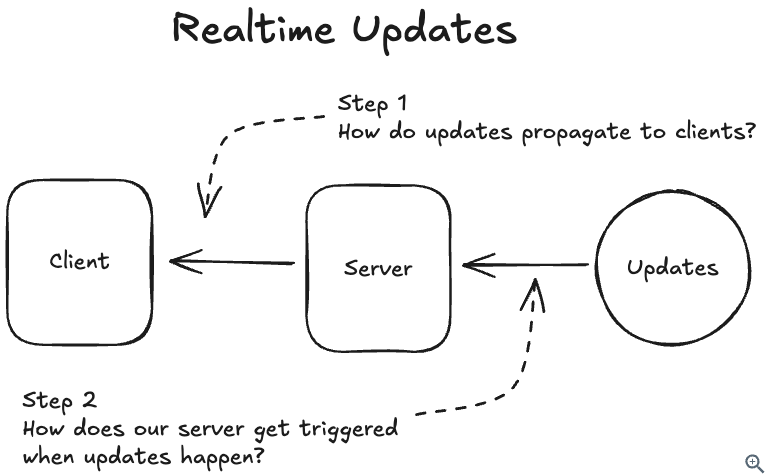 Realtime Updates
Step 1
How do updates propagate to clients?
Client
Server
Updates
Step 2
How does our server get triggered
when updates happen?